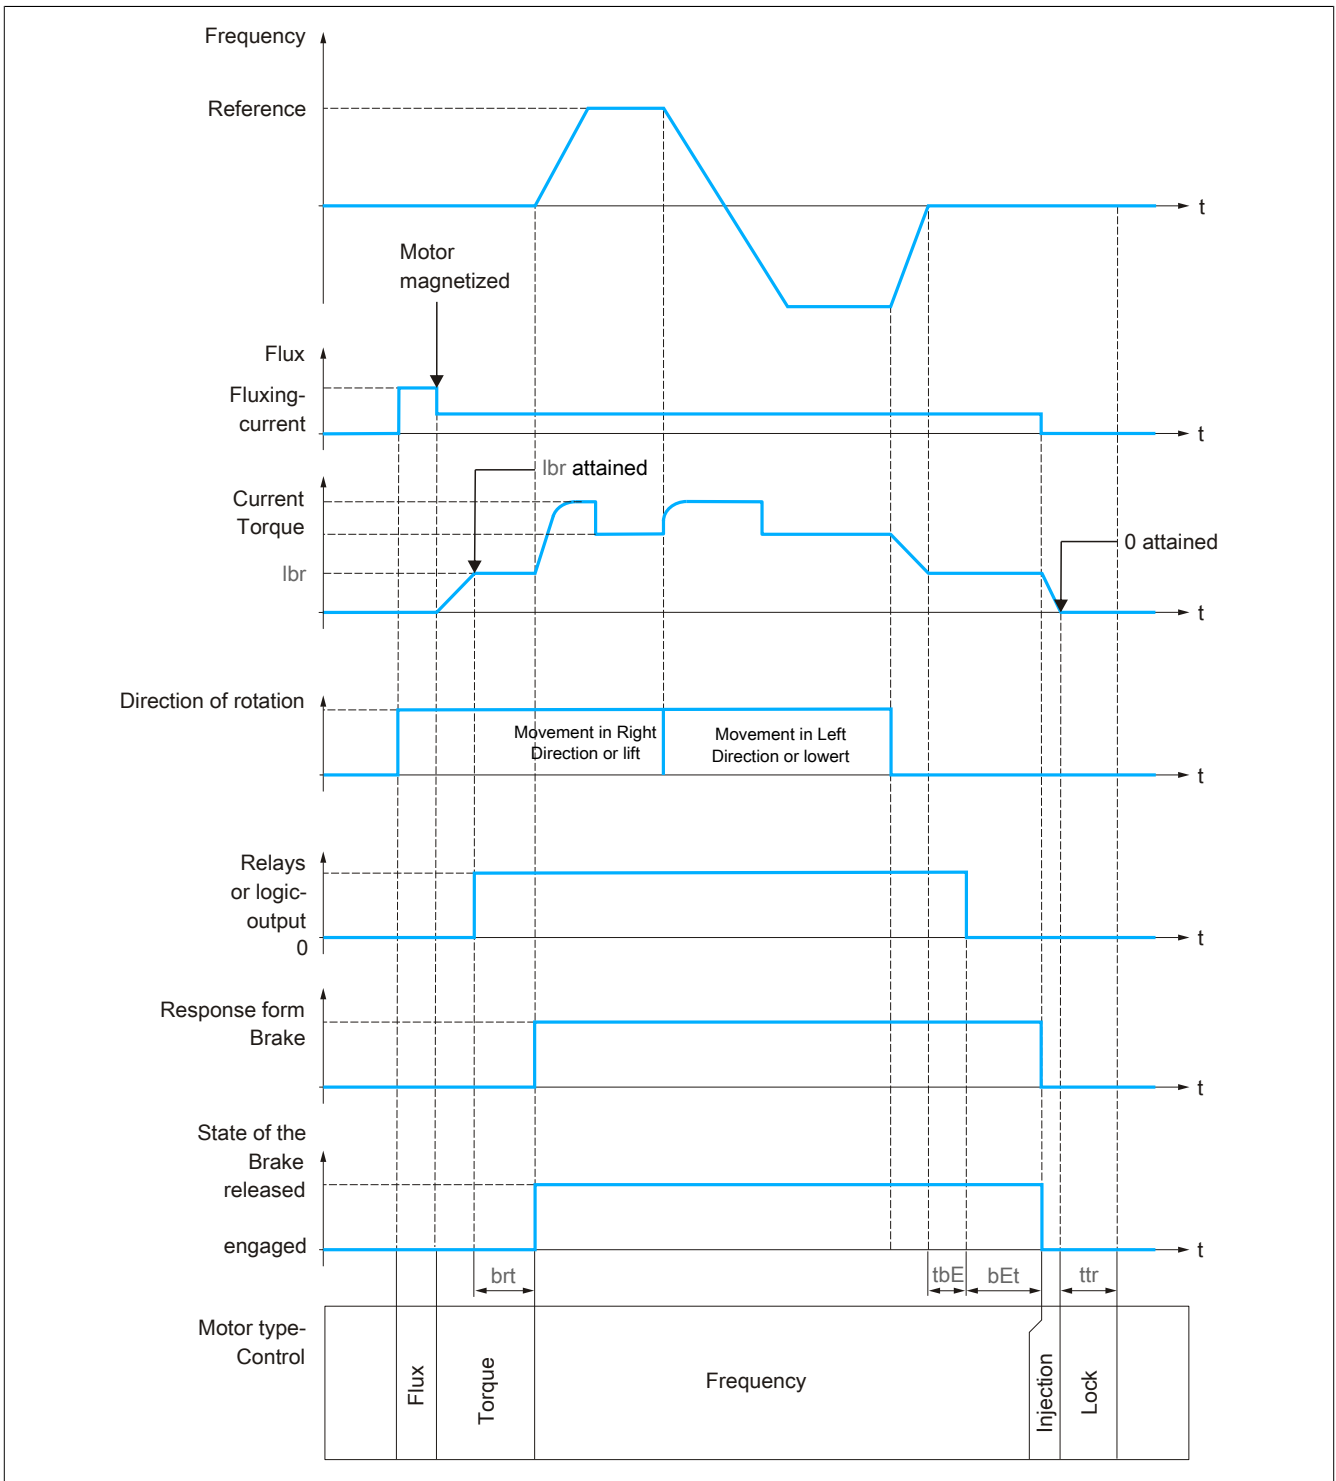 Frequency
Reference
t
Motor
magnetized
Flux
Fluxing-
current
t
lbr attained
Current
Torque
0 attained
lbr
t
Direction of rotation
Movement in Right
Direction or lift
Movement in Left
Direction or lowert
t
Relays
or logic-
output
0
t
Response form
Brake
t
State of the
Brake
released
engaged
t
brt
tbE
bEt
ttr
Motor type-
Control
Flux
Torque
Frequency
Injection
Lock